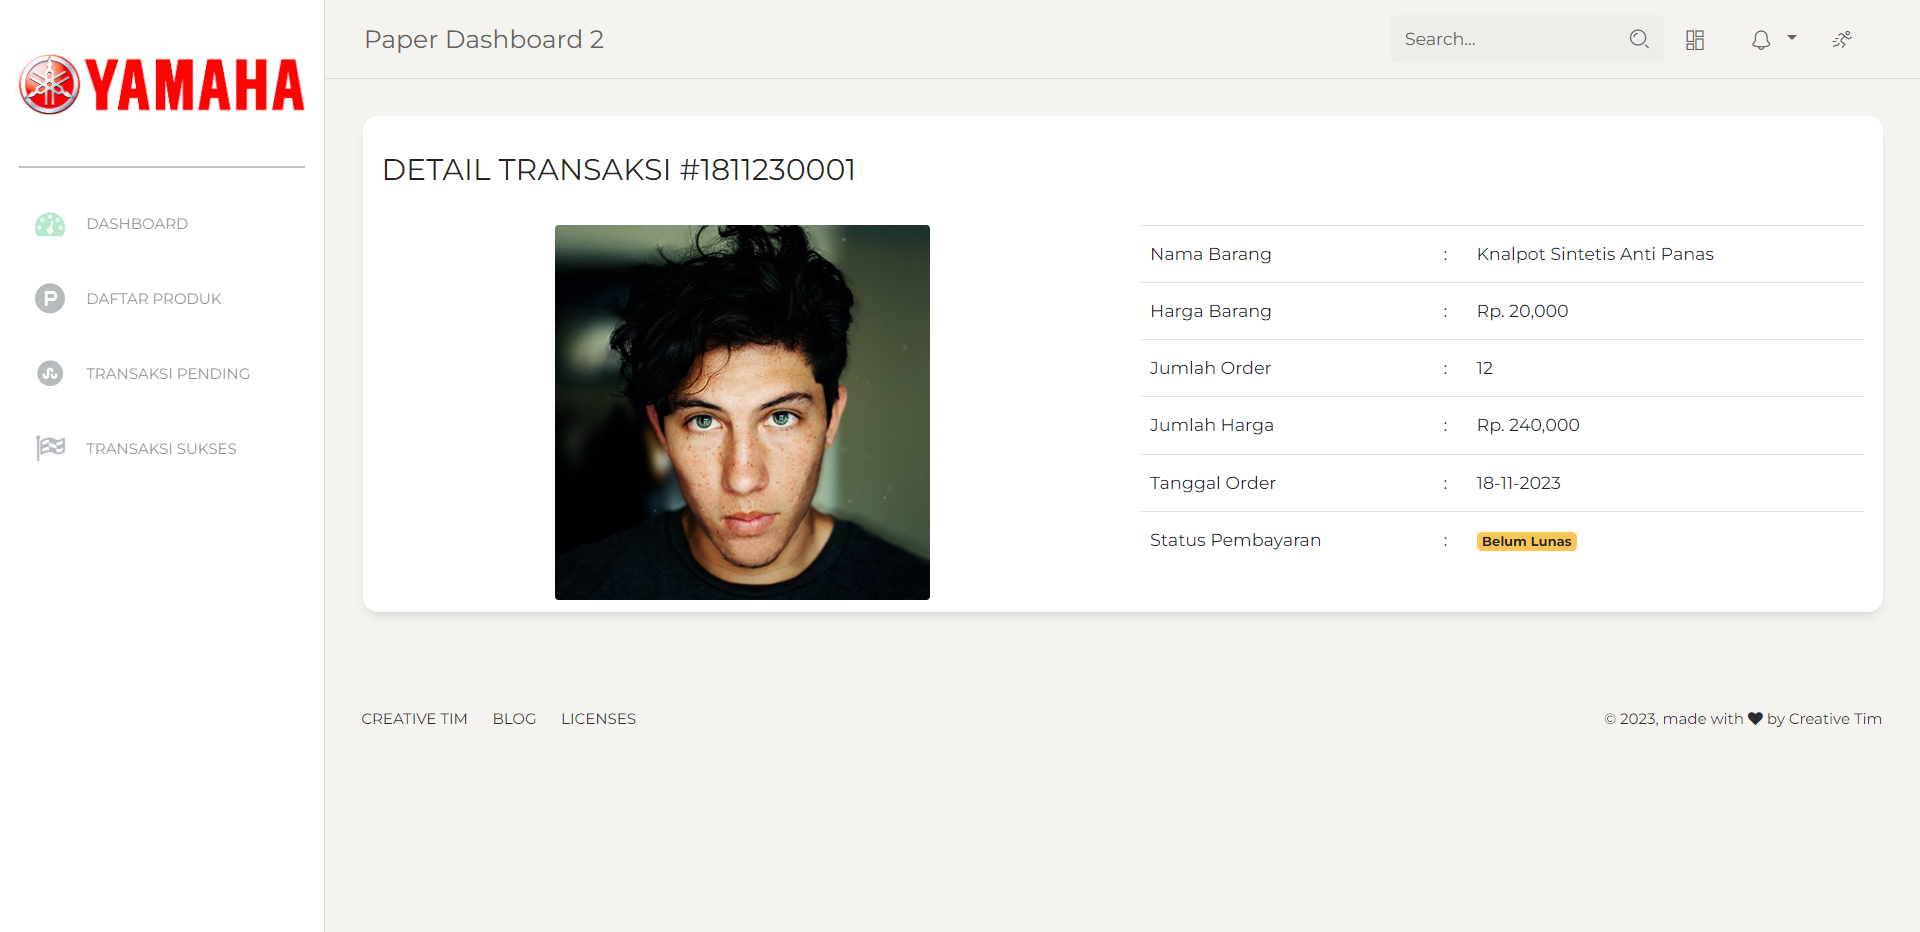 YAMAHA
DASHBOARD
DAFTAR PRODUK
TRANSAKSI PENDING
TRANSAKSI SUKSES
Paper Dashboard 2
Search...
DETAIL TRANSAKSI #1811230001
Nama Barang : Knalpot Sintetis Anti Panas
Harga Barang : Rp. 20,000
Jumlah Order : 12
Jumlah Harga : Rp. 240,000
Tanggal Order : 18-11-2023
Status Pembayaran : Belum Lunas
CREATIVE TIM BLOG LICENSES
© 2023, made with ♥ by Creative Tim